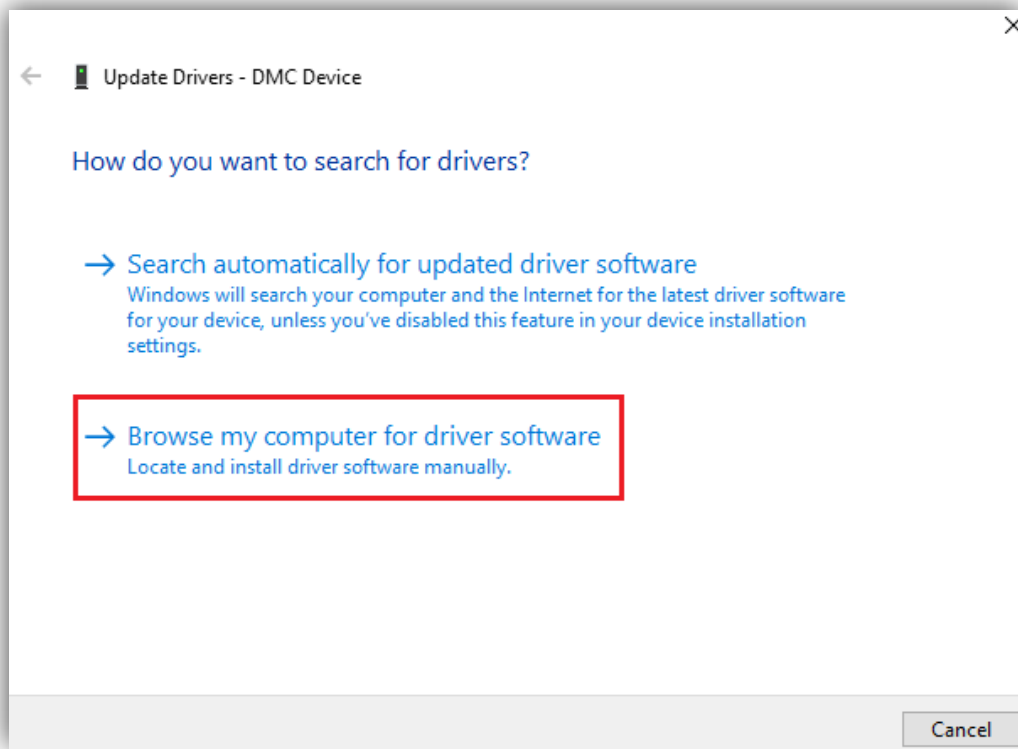 Update Drivers - DMC Device
How do you want to search for drivers?
Search automatically for updated driver software
Windows will search your computer and the Internet for the latest driver software
for your device, unless you've disabled this feature in your device installation
settings.
Browse my computer for driver software
Locate and install driver software manually.
Cancel